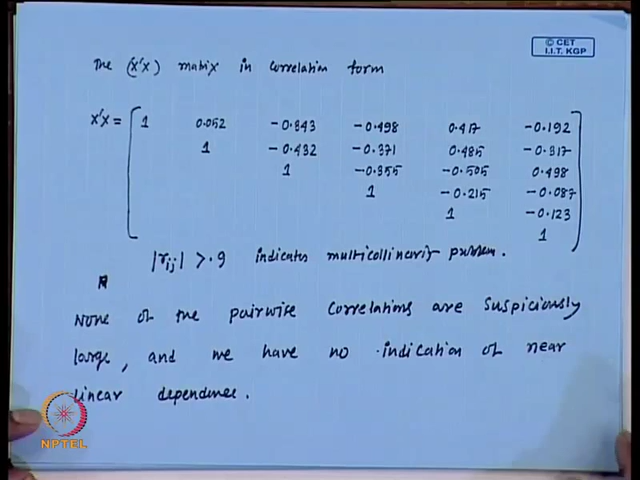 © CET
I.I.T. KGP
The (X'X) matrix in correlation form
X'X = 1 0.052 -0.343 -0.498 0.417 -0.192
1 -0.432 -0.371 0.485 -0.317
1 -0.355 -0.505 0.498
1 -0.215 -0.087
1 -0.123
1
|rij| > .9 indicates multicollinearity problem.
None of the pairwise correlations are suspiciously
large, and we have no indication of near
linear dependence.
NPTEL